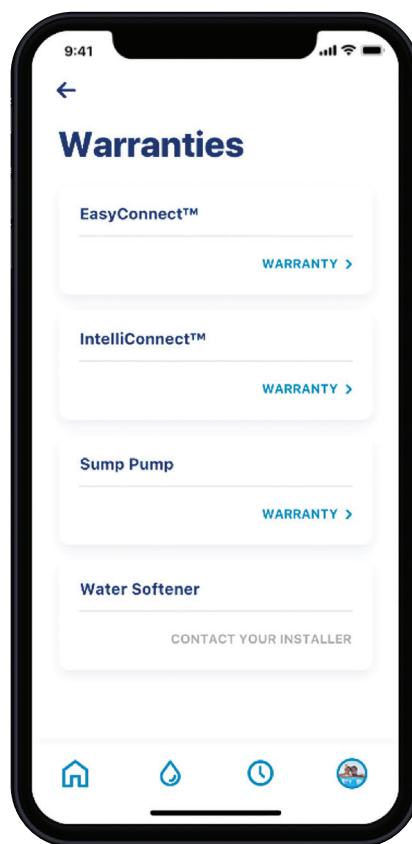 9:41
Warranties
EasyConnect™
WARRANTY >
IntelliConnect™
WARRANTY >
Sump Pump
WARRANTY >
Water Softener
CONTACT YOUR INSTALLER